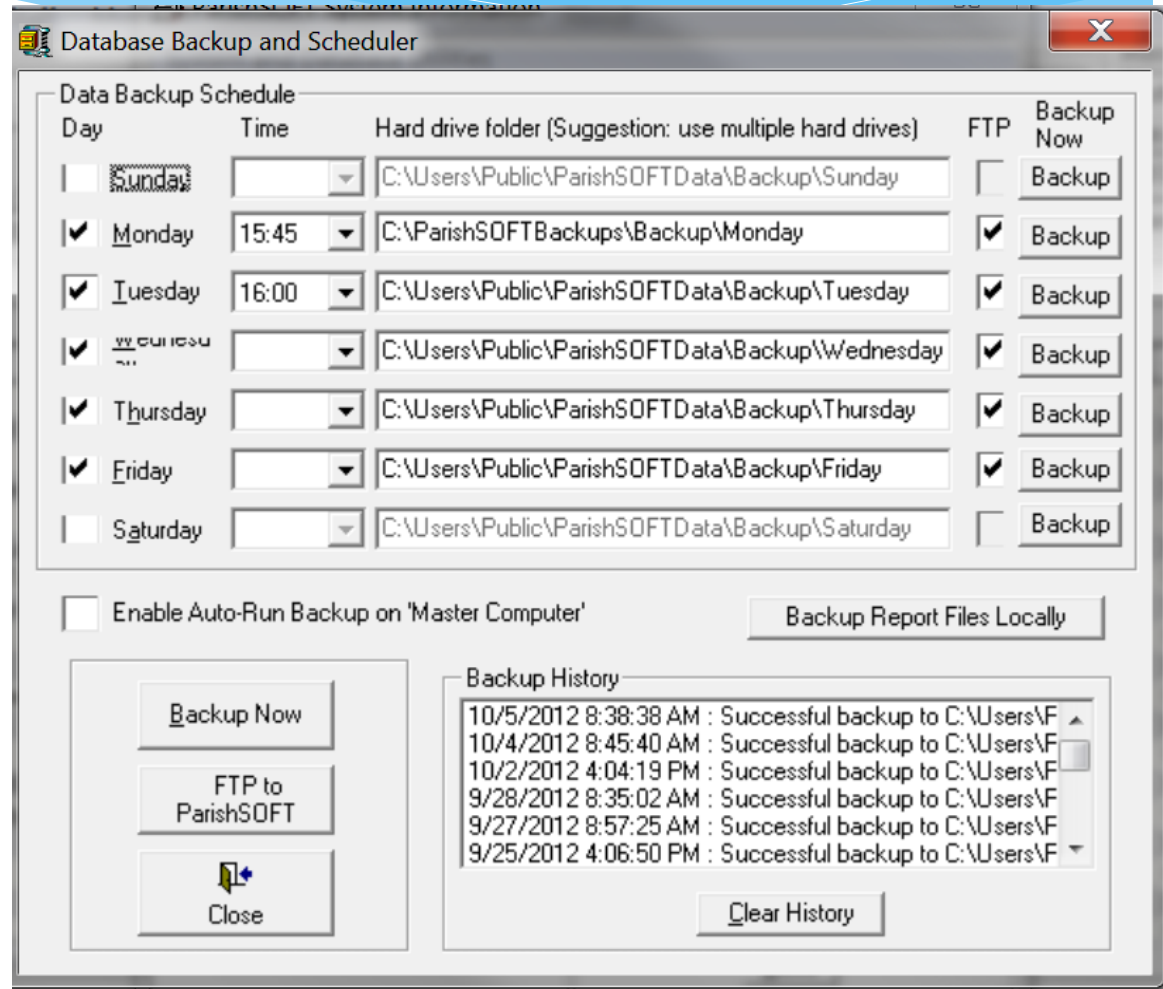 Database Backup and Scheduler
Data Backup Schedule
Day Time Hard drive folder (Suggestion: use multiple hard drives) FTP Backup Now
Sunday C:\Users\Public\ParishSOFTData\Backup\Sunday Backup
Monday 15:45 C:\ParishSOFTBackups\Backup\Monday Backup
Tuesday 16:00 C:\Users\Public\ParishSOFTData\Backup\Tuesday Backup
C:\Users\Public\ParishSOFTData\Backup\Wednesday Backup
Thursday C:\Users\Public\ParishSOFTData\Backup\Thursday Backup
Friday C:\Users\Public\ParishSOFTData\Backup\Friday Backup
Saturday C:\Users\Public\ParishSOFTData\Backup\Saturday Backup
Enable Auto-Run Backup on 'Master Computer'
Backup Report Files Locally
Backup Now
FTP to
ParishSOFT
Close
Backup History
10/5/2012 8:38:38 AM : Successful backup to C:\Users\F
10/4/2012 8:45:40 AM : Successful backup to C:\Users\F
10/2/2012 4:04:19 PM : Successful backup to C:\Users\F
9/28/2012 8:35:02 AM : Successful backup to C:\Users\F
9/27/2012 8:57:25 AM : Successful backup to C:\Users\F
9/25/2012 4:06:50 PM : Successful backup to C:\Users\F
Clear History